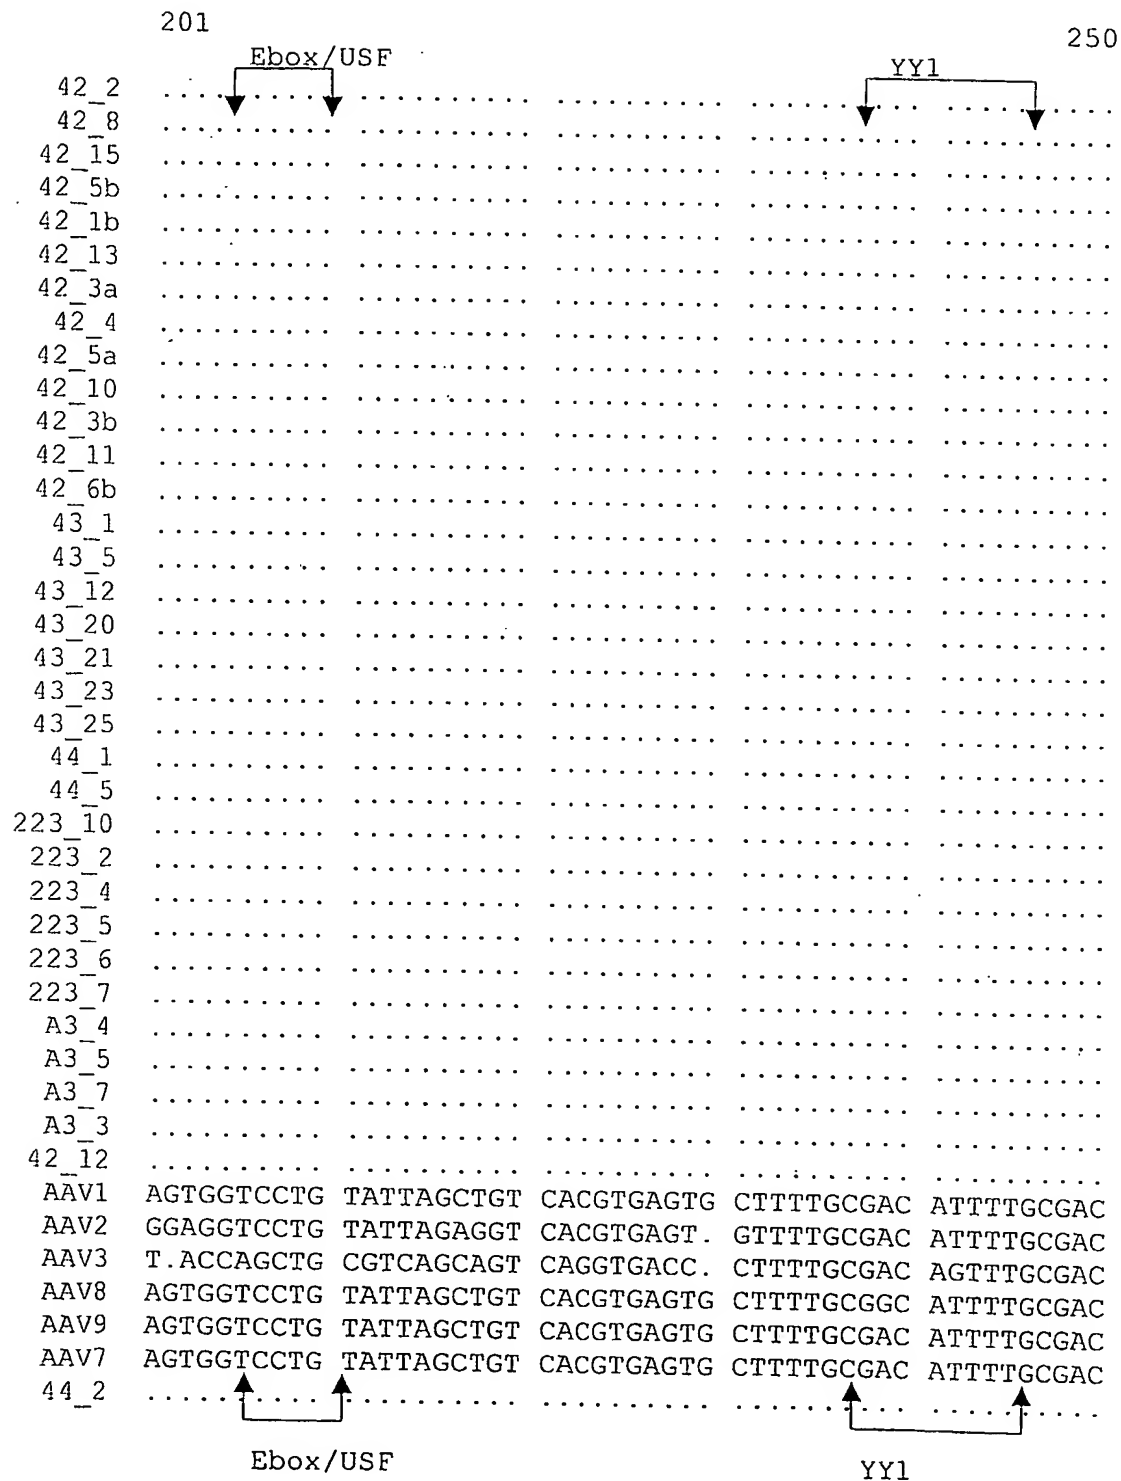 201 250
Ebox/USF YY1
42_2 .......... .......... .......... .......... ..........
42_8 .......... .......... .......... .......... ..........
42_15 .......... .......... .......... .......... ..........
42_5b .......... .......... .......... .......... ..........
42_1b .......... .......... .......... .......... ..........
42_13 .......... .......... .......... .......... ..........
42_3a .......... .......... .......... .......... ..........
42_4 .......... .......... .......... .......... ..........
42_5a .......... .......... .......... .......... ..........
42_10 .......... .......... .......... .......... ..........
42_3b .......... .......... .......... .......... ..........
42_11 .......... .......... .......... .......... ..........
42_6b .......... .......... .......... .......... ..........
43_1 .......... .......... .......... .......... ..........
43_5 .......... .......... .......... .......... ..........
43_12 .......... .......... .......... .......... ..........
43_20 .......... .......... .......... .......... ..........
43_21 .......... .......... .......... .......... ..........
43_23 .......... .......... .......... .......... ..........
43_25 .......... .......... .......... .......... ..........
44_1 .......... .......... .......... .......... ..........
44_5 .......... .......... .......... .......... ..........
223_10 .......... .......... .......... .......... ..........
223_2 .......... .......... .......... .......... ..........
223_4 .......... .......... .......... .......... ..........
223_5 .......... .......... .......... .......... ..........
223_6 .......... .......... .......... .......... ..........
223_7 .......... .......... .......... .......... ..........
A3_4 .......... .......... .......... .......... ..........
A3_5 .......... .......... .......... .......... ..........
A3_7 .......... .......... .......... .......... ..........
A3_3 .......... .......... .......... .......... ..........
42_12 .......... .......... .......... .......... ..........
AAV1 AGTGGTCCTG TATTAGCTGT CACGTGAGTG CTTTTGCGAC ATTTTGCGAC
AAV2 GGAGGTCCTG TATTAGAGGT CACGTGAGT. GTTTTGCGAC ATTTTGCGAC
AAV3 T.ACCAGCTG CGTCAGCAGT CAGGTGACC. CTTTTGCGAC AGTTTGCGAC
AAV8 AGTGGTCCTG TATTAGCTGT CACGTGAGTG CTTTTGCGGC ATTTTGCGAC
AAV9 AGTGGTCCTG TATTAGCTGT CACGTGAGTG CTTTTGCGAC ATTTTGCGAC
AAV7 AGTGGTCCTG TATTAGCTGT CACGTGAGTG CTTTTGCGAC ATTTTGCGAC
44_2 .......... .......... .......... .......... ..........
Ebox/USF YY1